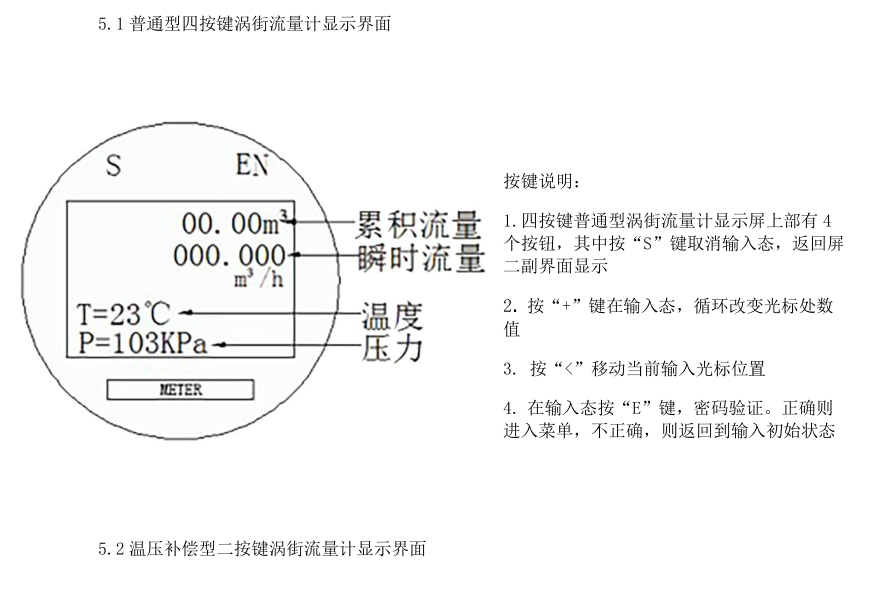 5.1 普通型四按键涡街流量计显示界面
S EN
00.00m³ 累积流量
000.000 瞬时流量
m³/h
T=23℃ 温度
P=103KPa 压力
METER
按键说明：
1.四按键普通型涡街流量计显示屏上部有 4
个按钮，其中按“S”键取消输入态，返回屏
二副界面显示
2. 按“+”键在输入态，循环改变光标处数
值
3. 按“<”移动当前输入光标位置
4. 在输入态按“E”键，密码验证。正确则
进入菜单，不正确，则返回到输入初始状态
5.2 温压补偿型二按键涡街流量计显示界面